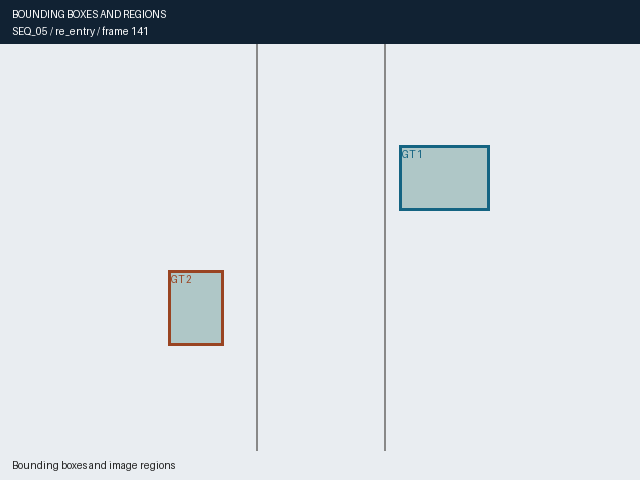 BOUNDING BOXES AND REGIONS
SEQ_05 / re_entry / frame 141
GT1
GT2
Bounding boxes and image regions